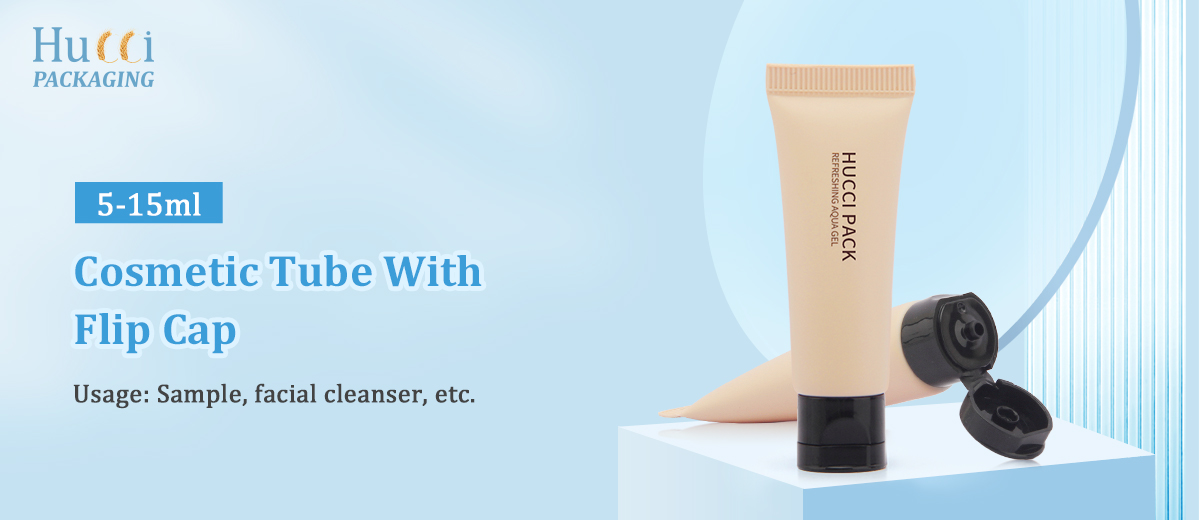 Hucci
PACKAGING
5-15ml
Cosmetic Tube With
Flip Cap
Usage: Sample, facial cleanser, etc.
HUCCI PACK
REFRESHING AQUA GEL